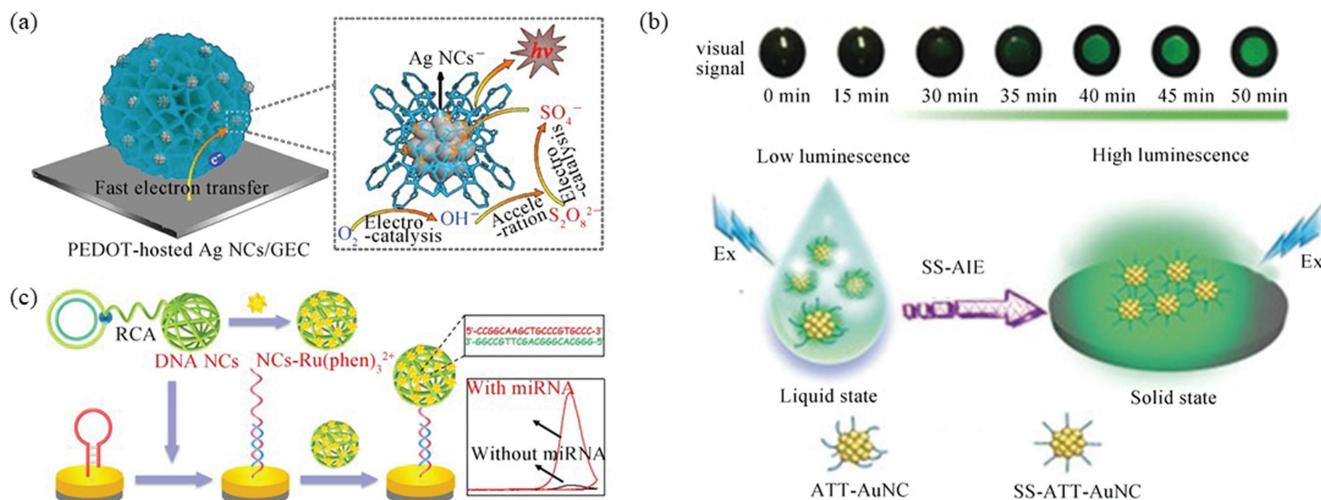 (a)
Ag NCs⁻
hν
SO₄⁻
Electro
-catalysis
Fast electron transfer
e⁻
O₂
Electro
-catalysis
OH⁻
Accele
-ration
S₂O₈²⁻
PEDOT-hosted Ag NCs/GEC
(b)
visual
signal
0 min 15 min 30 min 35 min 40 min 45 min 50 min
Low luminescence High luminescence
Ex
SS-AIE
Ex
Liquid state
Solid state
ATT-AuNC
SS-ATT-AuNC
(c)
RCA
DNA NCs
NCs-Ru(phen)₃²⁺
5'-CCGGCAAGCTGCCCGTGCCC-3'
3'-GGCCGTTCGACGGGCACGGG-5'
With miRNA
Without miRNA